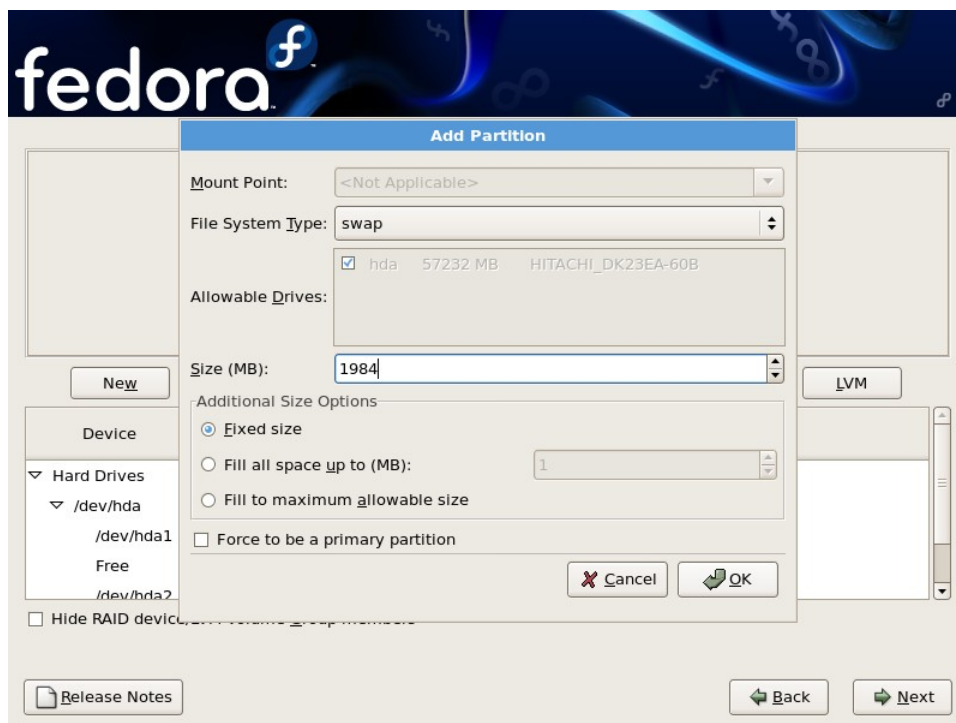 fedora
Add Partition
Mount Point: <Not Applicable>
File System Type: swap
hda 57232 MB HITACHI_DK23EA-60B
Allowable Drives:
Size (MB): 1984
New
LVM
Additional Size Options
Fixed size
Fill all space up to (MB): 1
Fill to maximum allowable size
Force to be a primary partition
Cancel
OK
Device
Hard Drives
/dev/hda
/dev/hda1
Free
/dev/hda2
Hide RAID device
Release Notes
Back
Next